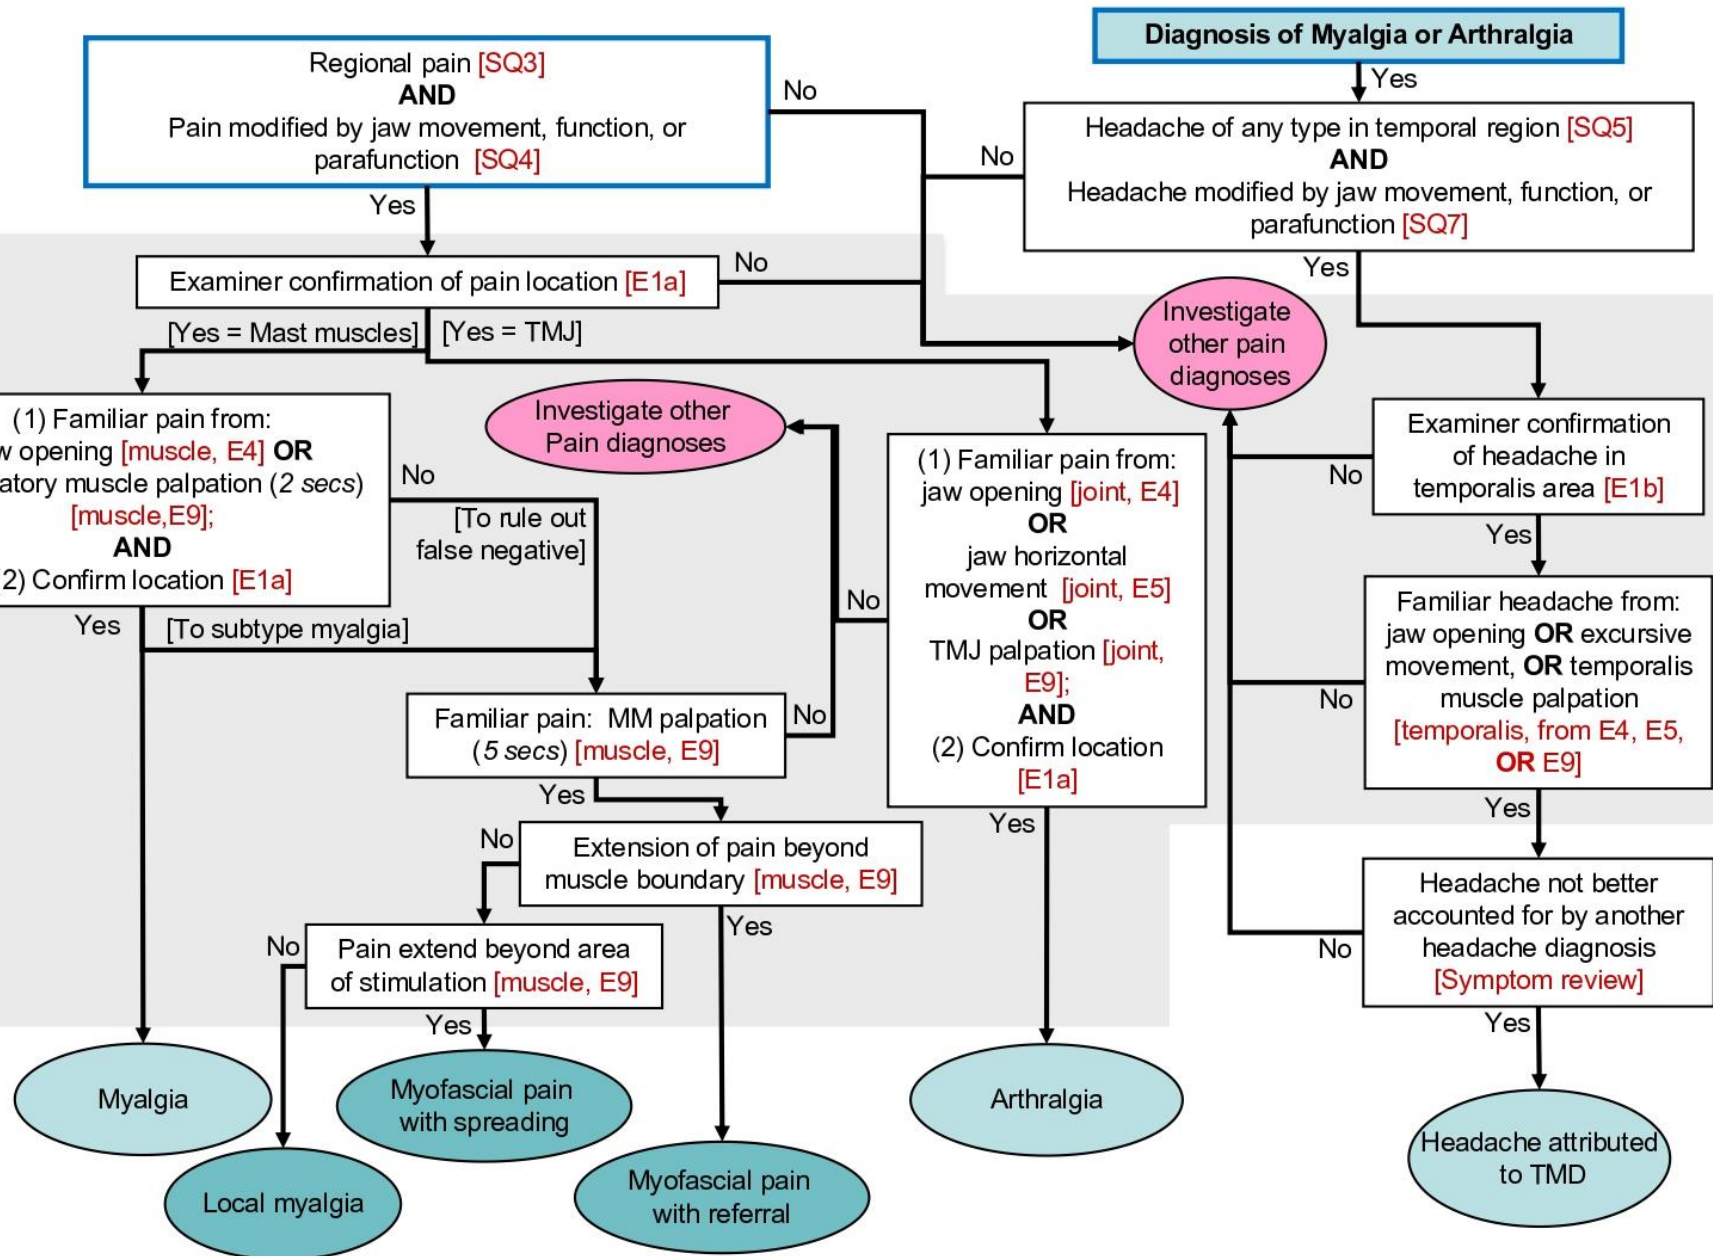 Regional pain [SQ3]
AND
Pain modified by jaw movement, function, or
parafunction [SQ4]
No
Yes
Diagnosis of Myalgia or Arthralgia
Yes
Headache of any type in temporal region [SQ5]
AND
Headache modified by jaw movement, function, or
parafunction [SQ7]
No
Yes
Examiner confirmation of pain location [E1a]
No
[Yes = Mast muscles]
[Yes = TMJ]
Investigate
other pain
diagnoses
(1) Familiar pain from:
opening [muscle, E4] OR
muscle palpation (2 secs)
[muscle,E9];
AND
2) Confirm location [E1a]
No
[To rule out
false negative]
Yes
[To subtype myalgia]
Investigate other
Pain diagnoses
(1) Familiar pain from:
jaw opening [joint, E4]
OR
jaw horizontal
movement [joint, E5]
OR
TMJ palpation [joint,
E9];
AND
(2) Confirm location
[E1a]
No
Yes
Examiner confirmation
of headache in
temporalis area [E1b]
No
Yes
Familiar headache from:
jaw opening OR excursive
movement, OR temporalis
muscle palpation
[temporalis, from E4, E5,
OR E9]
No
Yes
Familiar pain: MM palpation
(5 secs) [muscle, E9]
No
Yes
Extension of pain beyond
muscle boundary [muscle, E9]
No
Yes
Pain extend beyond area
of stimulation [muscle, E9]
No
Yes
Headache not better
accounted for by another
headache diagnosis
[Symptom review]
No
Yes
Myalgia
Local myalgia
Myofascial pain
with spreading
Myofascial pain
with referral
Arthralgia
Headache attributed
to TMD